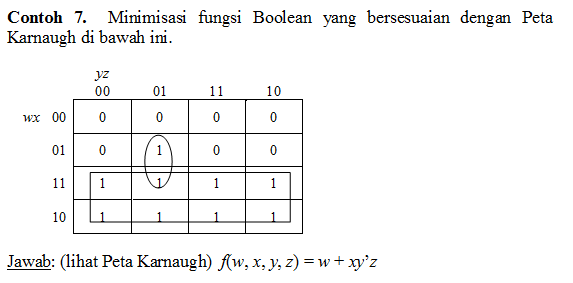 Contoh 7. Minimisasi fungsi Boolean yang bersesuaian dengan Peta
Karnaugh di bawah ini.
yz
00 01 11 10
wx 00 0 0 0 0
01 0 1 0 0
11 1 1 1 1
10 1 1 1 1
Jawab: (lihat Peta Karnaugh) f(w, x, y, z) = w + xy’z